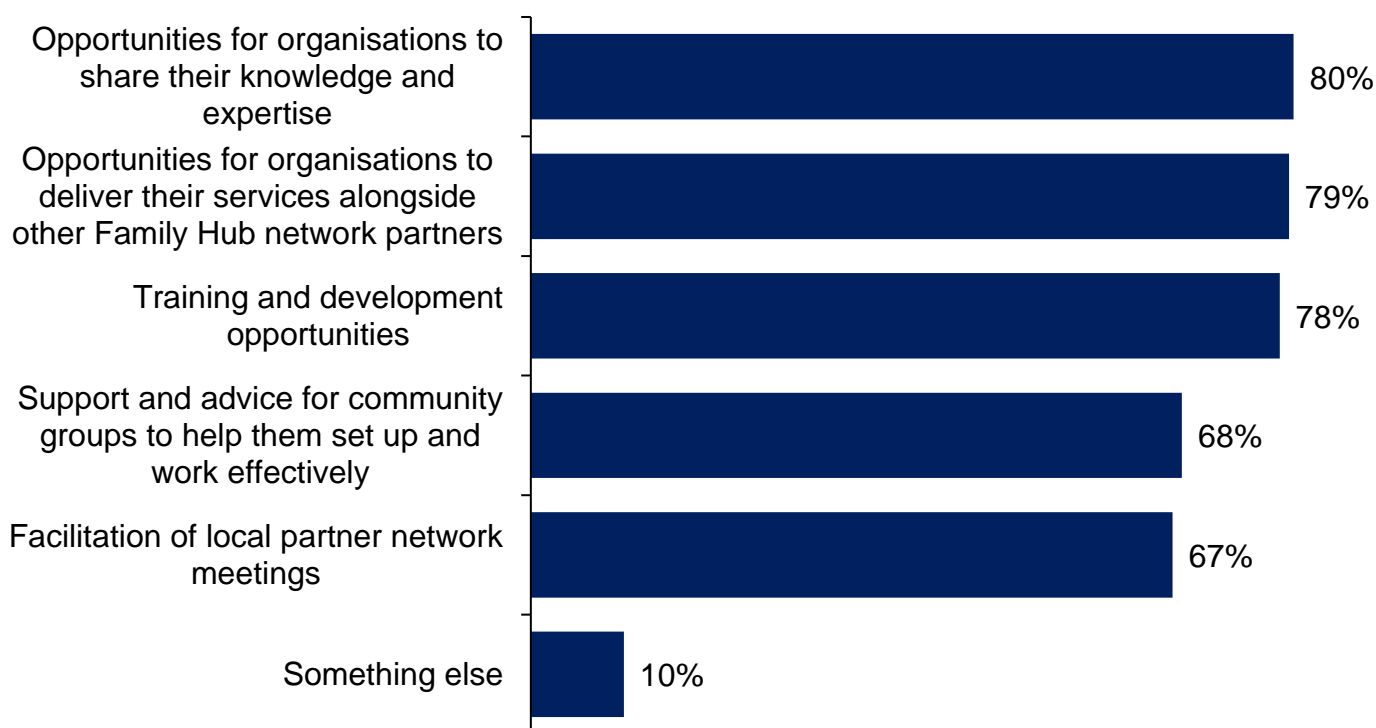 Opportunities for organisations to
share their knowledge and
expertise
80%
Opportunities for organisations to
deliver their services alongside
other Family Hub network partners
79%
Training and development
opportunities
78%
Support and advice for community
groups to help them set up and
work effectively
68%
Facilitation of local partner network
meetings
67%
Something else
10%